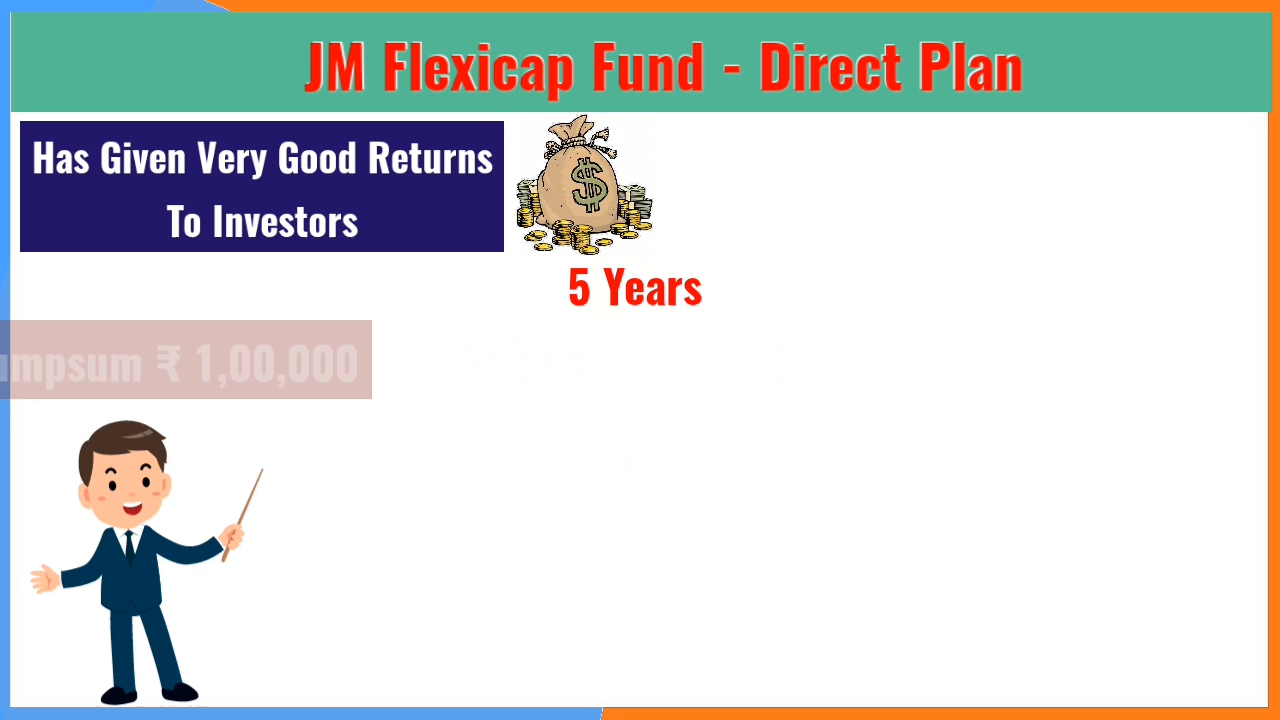 JM Flexicap Fund - Direct Plan
Has Given Very Good Returns
To Investors
5 Years
umpsum ₹ 1,00,000